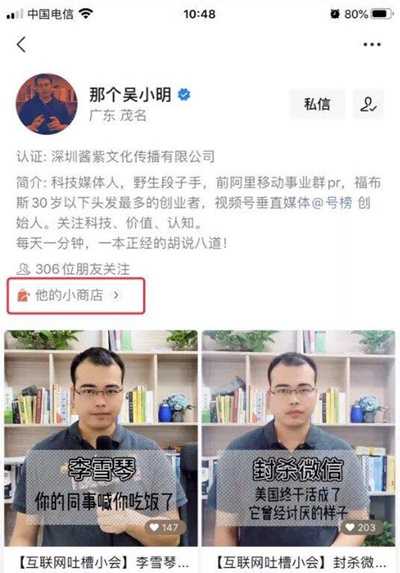 中国电信
10:48
80%
那个吴小明
广东 茂名
私信
认证: 深圳酱紫文化传播有限公司
简介: 科技媒体人，野生段子手，前阿里移动事业群pr，福布
斯30岁以下头发最多的创业者，视频号垂直媒体@号榜 创
始人。关注科技、价值、认知。
每天一分钟，一本正经的胡说八道！
306位朋友关注
他的小商店
李雪琴
你的同事喊你吃饭了
147
封杀微信
美国终于活成了
它曾经讨厌的样子
203
【互联网吐槽小会】李雪琴...
【互联网吐槽小会】封杀微...